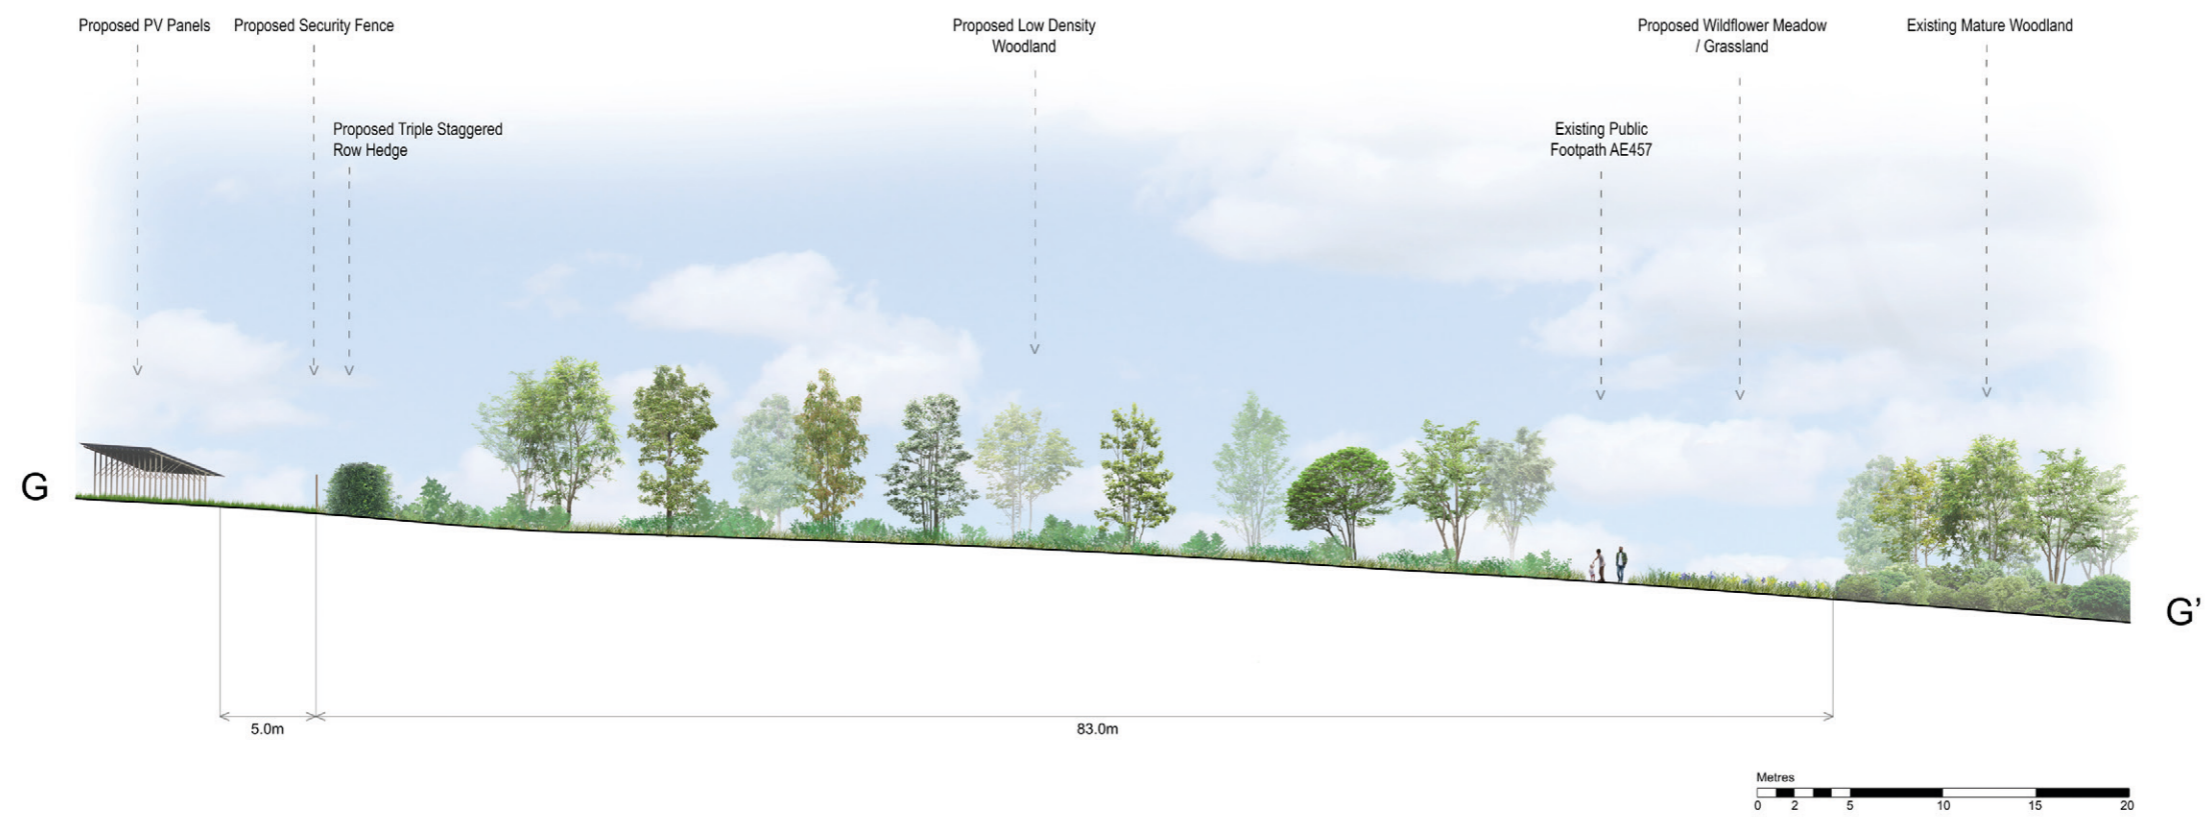 Proposed PV Panels
Proposed Security Fence
Proposed Triple Staggered
Row Hedge
Proposed Low Density
Woodland
Existing Public
Footpath AE457
Proposed Wildflower Meadow
/ Grassland
Existing Mature Woodland
G
G’
5.0m
83.0m
Metres
0 2 5 10 15 20